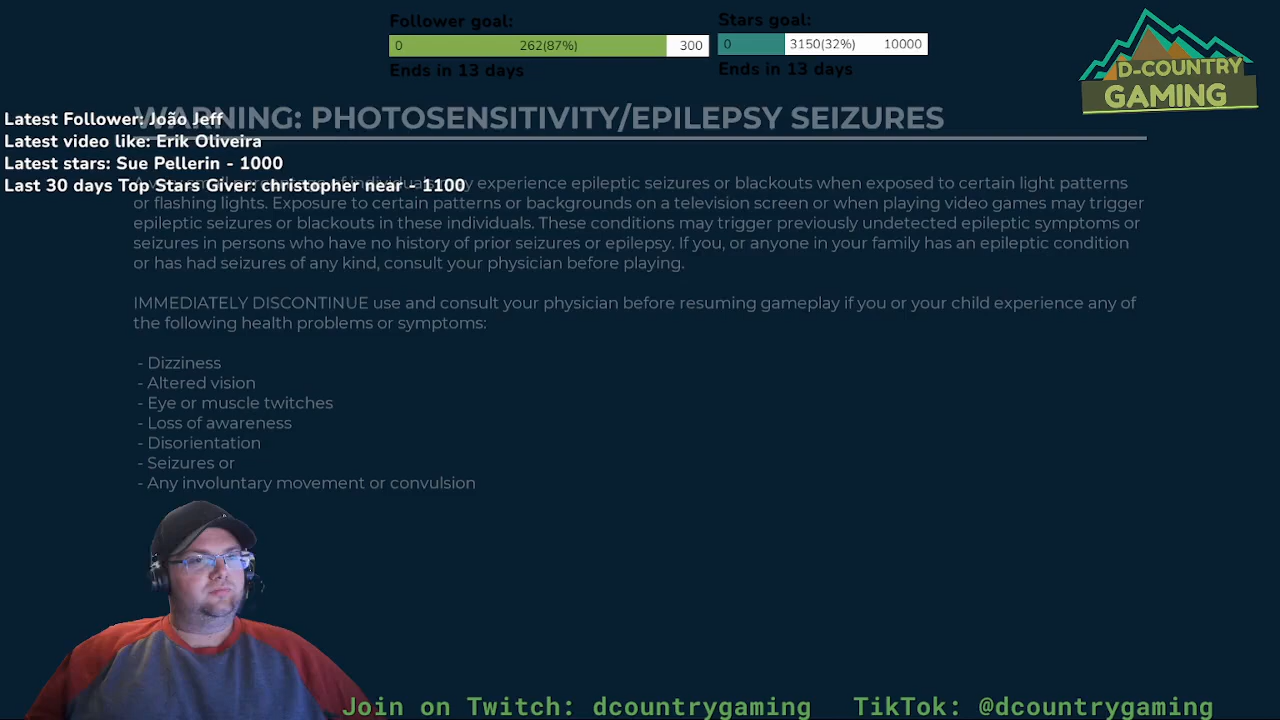 Follower goal:
0 262(87%) 300
Ends in 13 days
Stars goal:
0 3150(32%) 10000
Ends in 13 days
D-COUNTRY
GAMING
WARNING: PHOTOSENSITIVITY/EPILEPSY SEIZURES
Latest Follower: João Jeff
Latest video like: Erik Oliveira
Latest stars: Sue Pellerin - 1000
Last 30 days Top Stars Giver: christopher near - 1100
experience epileptic seizures or blackouts when exposed to certain light patterns
or flashing lights. Exposure to certain patterns or backgrounds on a television screen or when playing video games may trigger
epileptic seizures or blackouts in these individuals. These conditions may trigger previously undetected epileptic symptoms or
seizures in persons who have no history of prior seizures or epilepsy. If you, or anyone in your family has an epileptic condition
or has had seizures of any kind, consult your physician before playing.
IMMEDIATELY DISCONTINUE use and consult your physician before resuming gameplay if you or your child experience any of
the following health problems or symptoms:
- Dizziness
- Altered vision
- Eye or muscle twitches
- Loss of awareness
- Disorientation
- Seizures or
- Any involuntary movement or convulsion
Join on Twitch: dcountrygaming TikTok: @dcountrygaming